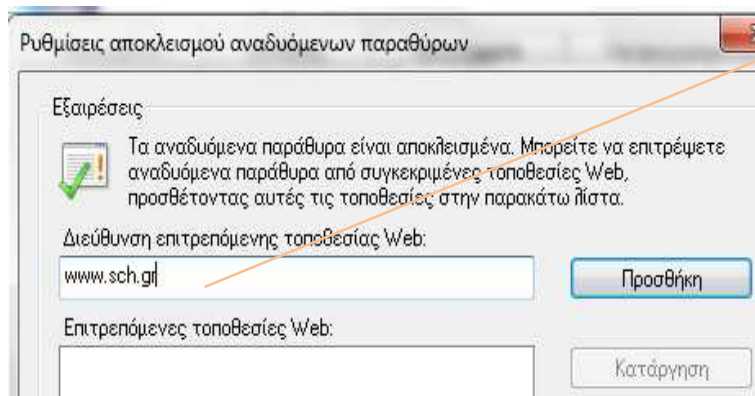 Ρυθμίσεις αποκλεισμού αναδυόμενων παραθύρων
Εξαιρέσεις
Τα αναδυόμενα παράθυρα είναι αποκλεισμένα. Μπορείτε να επιτρέψετε
αναδυόμενα παράθυρα από συγκεκριμένες τοποθεσίες Web,
προσθέτοντας αυτές τις τοποθεσίες στην παρακάτω λίστα.
Διεύθυνση επιτρεπόμενης τοποθεσίας Web:
www.sch.gr
Προσθήκη
Επιτρεπόμενες τοποθεσίες Web:
Κατάργηση